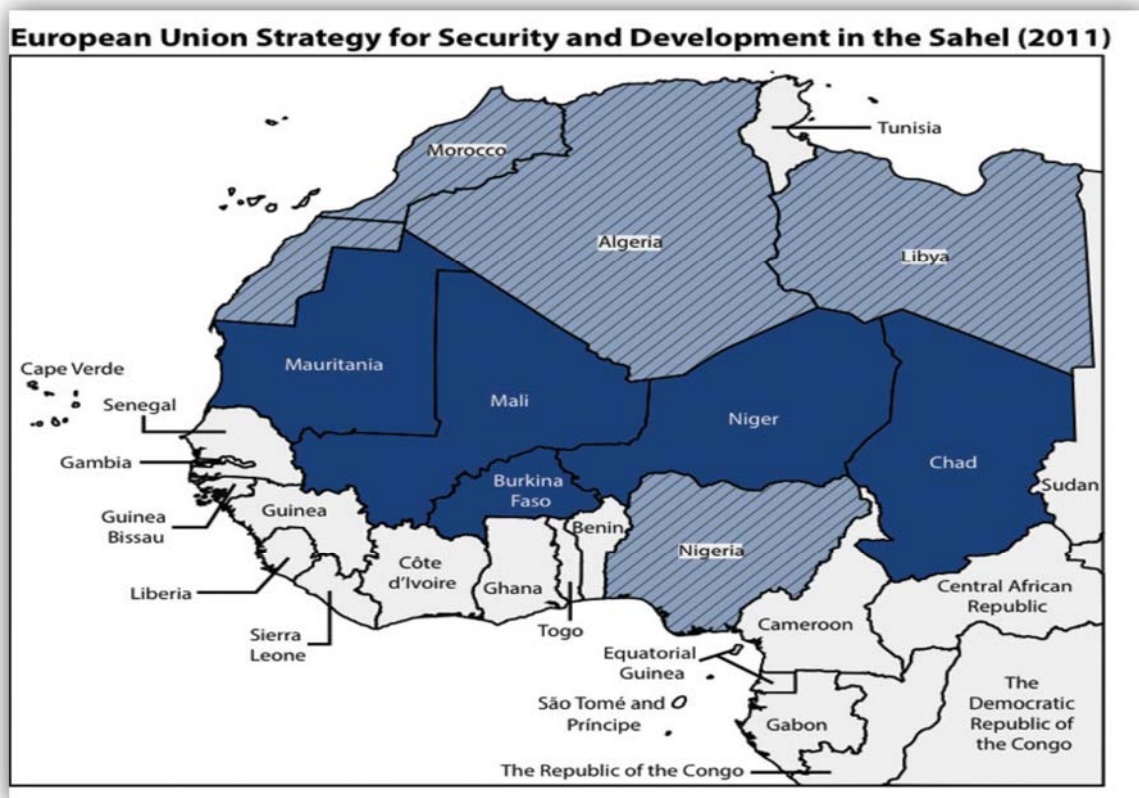 European Union Strategy for Security and Development in the Sahel (2011)
Tunisia
Morocco
Algeria
Libya
Cape Verde
Mauritania
Mali
Niger
Chad
Senegal
Gambia
Burkina
Faso
Sudan
Guinea
Bissau
Guinea
Benin
Nigeria
Côte
d'Ivoire
Ghana
Liberia
Central African
Republic
Sierra
Leone
Togo
Cameroon
Equatorial
Guinea
São Tomé and
Príncipe
Gabon
The
Democratic
Republic of
the Congo
The Republic of the Congo